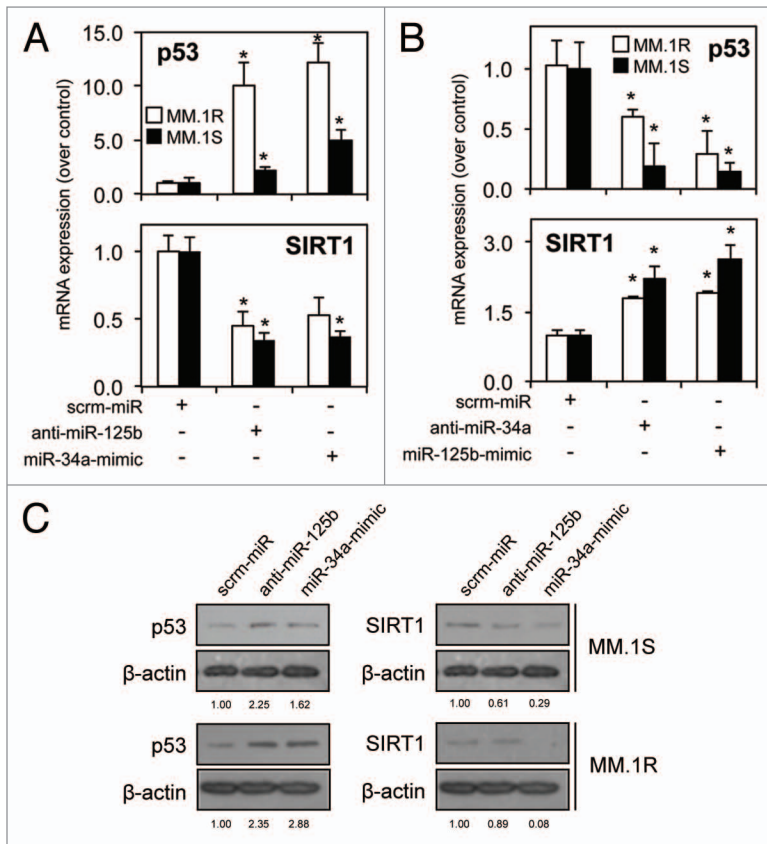 A
p53
15.0
10.0
5.0
0.0
MM.1R
MM.1S
* * * *
mRNA expression (over control)
SIRT1
1.0
0.5
0.0
* * *
scrm-miR + - -
anti-miR-125b - + -
miR-34a-mimic - - +
B
p53
1.0
0.5
0.0
MM.1R
MM.1S
* * * *
mRNA expression (over control)
SIRT1
3.0
1.5
0.0
* * * *
scrm-miR + - -
anti-miR-34a - + -
miR-125b-mimic - - +
C
scrm-miR anti-miR-125b miR-34a-mimic
scrm-miR anti-miR-125b miR-34a-mimic
p53 SIRT1
MM.1S
β-actin β-actin
1.00 2.25 1.62 1.00 0.61 0.29
p53 SIRT1
MM.1R
β-actin β-actin
1.00 2.35 2.88 1.00 0.89 0.08